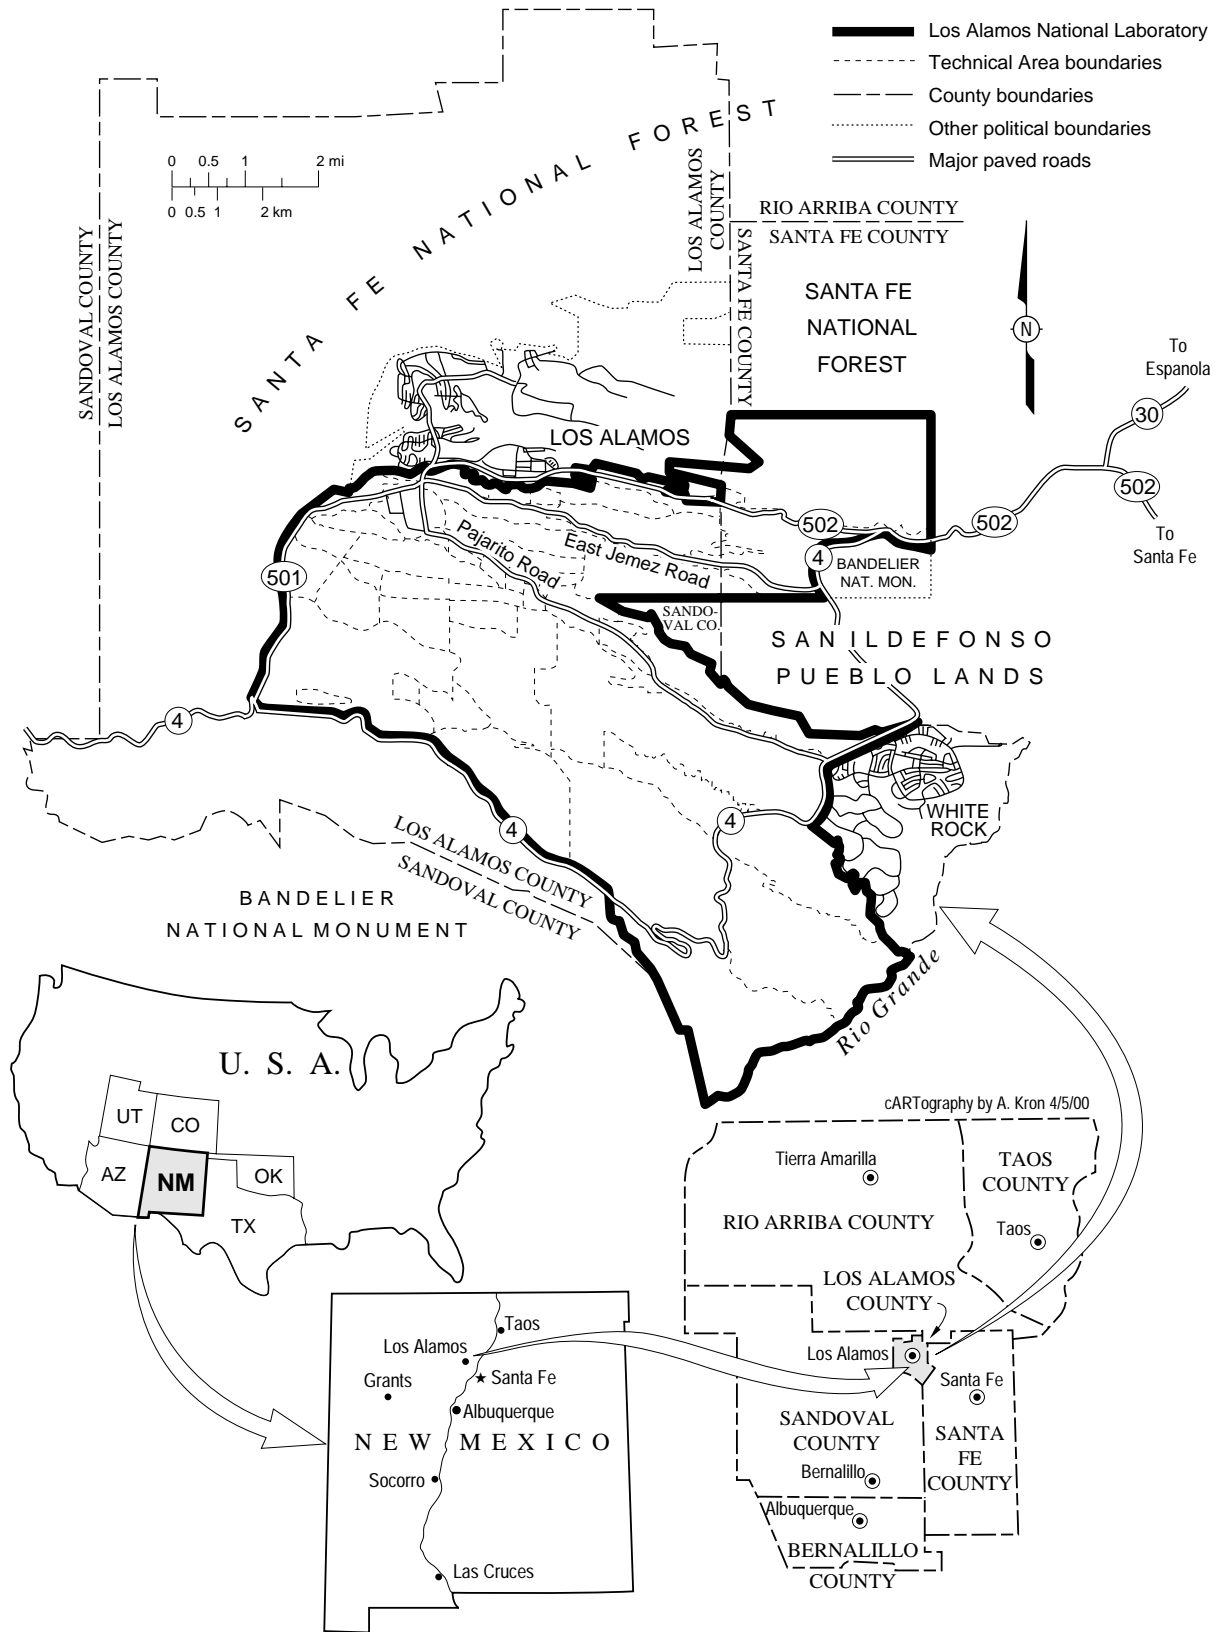 Los Alamos National Laboratory
Technical Area boundaries
County boundaries
Other political boundaries
Major paved roads
0 0.5 1 2 mi
0 0.5 1 2 km
SANTA FE NATIONAL FOREST
SANDOVAL COUNTY
LOS ALAMOS COUNTY
LOS ALAMOS
COUNTY
RIO ARRIBA COUNTY
SANTA FE COUNTY
SANTA FE COUNTY
SANTA FE
NATIONAL
FOREST
N
To
Espanola
30
502
To
Santa Fe
LOS ALAMOS
502
502
4
BANDELIER
NAT. MON.
501
Pajarito Road
East Jemez Road
SANDO-
VAL CO.
SAN ILDEFONSO
PUEBLO LANDS
4
4
4
WHITE
ROCK
LOS ALAMOS COUNTY
SANDOVAL COUNTY
BANDELIER
NATIONAL MONUMENT
Rio Grande
U. S. A.
UT
CO
AZ
NM
OK
TX
cARTography by A. Kron 4/5/00
Tierra Amarilla
TAOS
COUNTY
RIO ARRIBA COUNTY
Taos
LOS ALAMOS
COUNTY
Los Alamos
Santa Fe
SANDOVAL
COUNTY
SANTA
FE
COUNTY
Bernalillo
Albuquerque
BERNALILLO
COUNTY
Taos
Los Alamos
Grants
Santa Fe
Albuquerque
NEW MEXICO
Socorro
Las Cruces